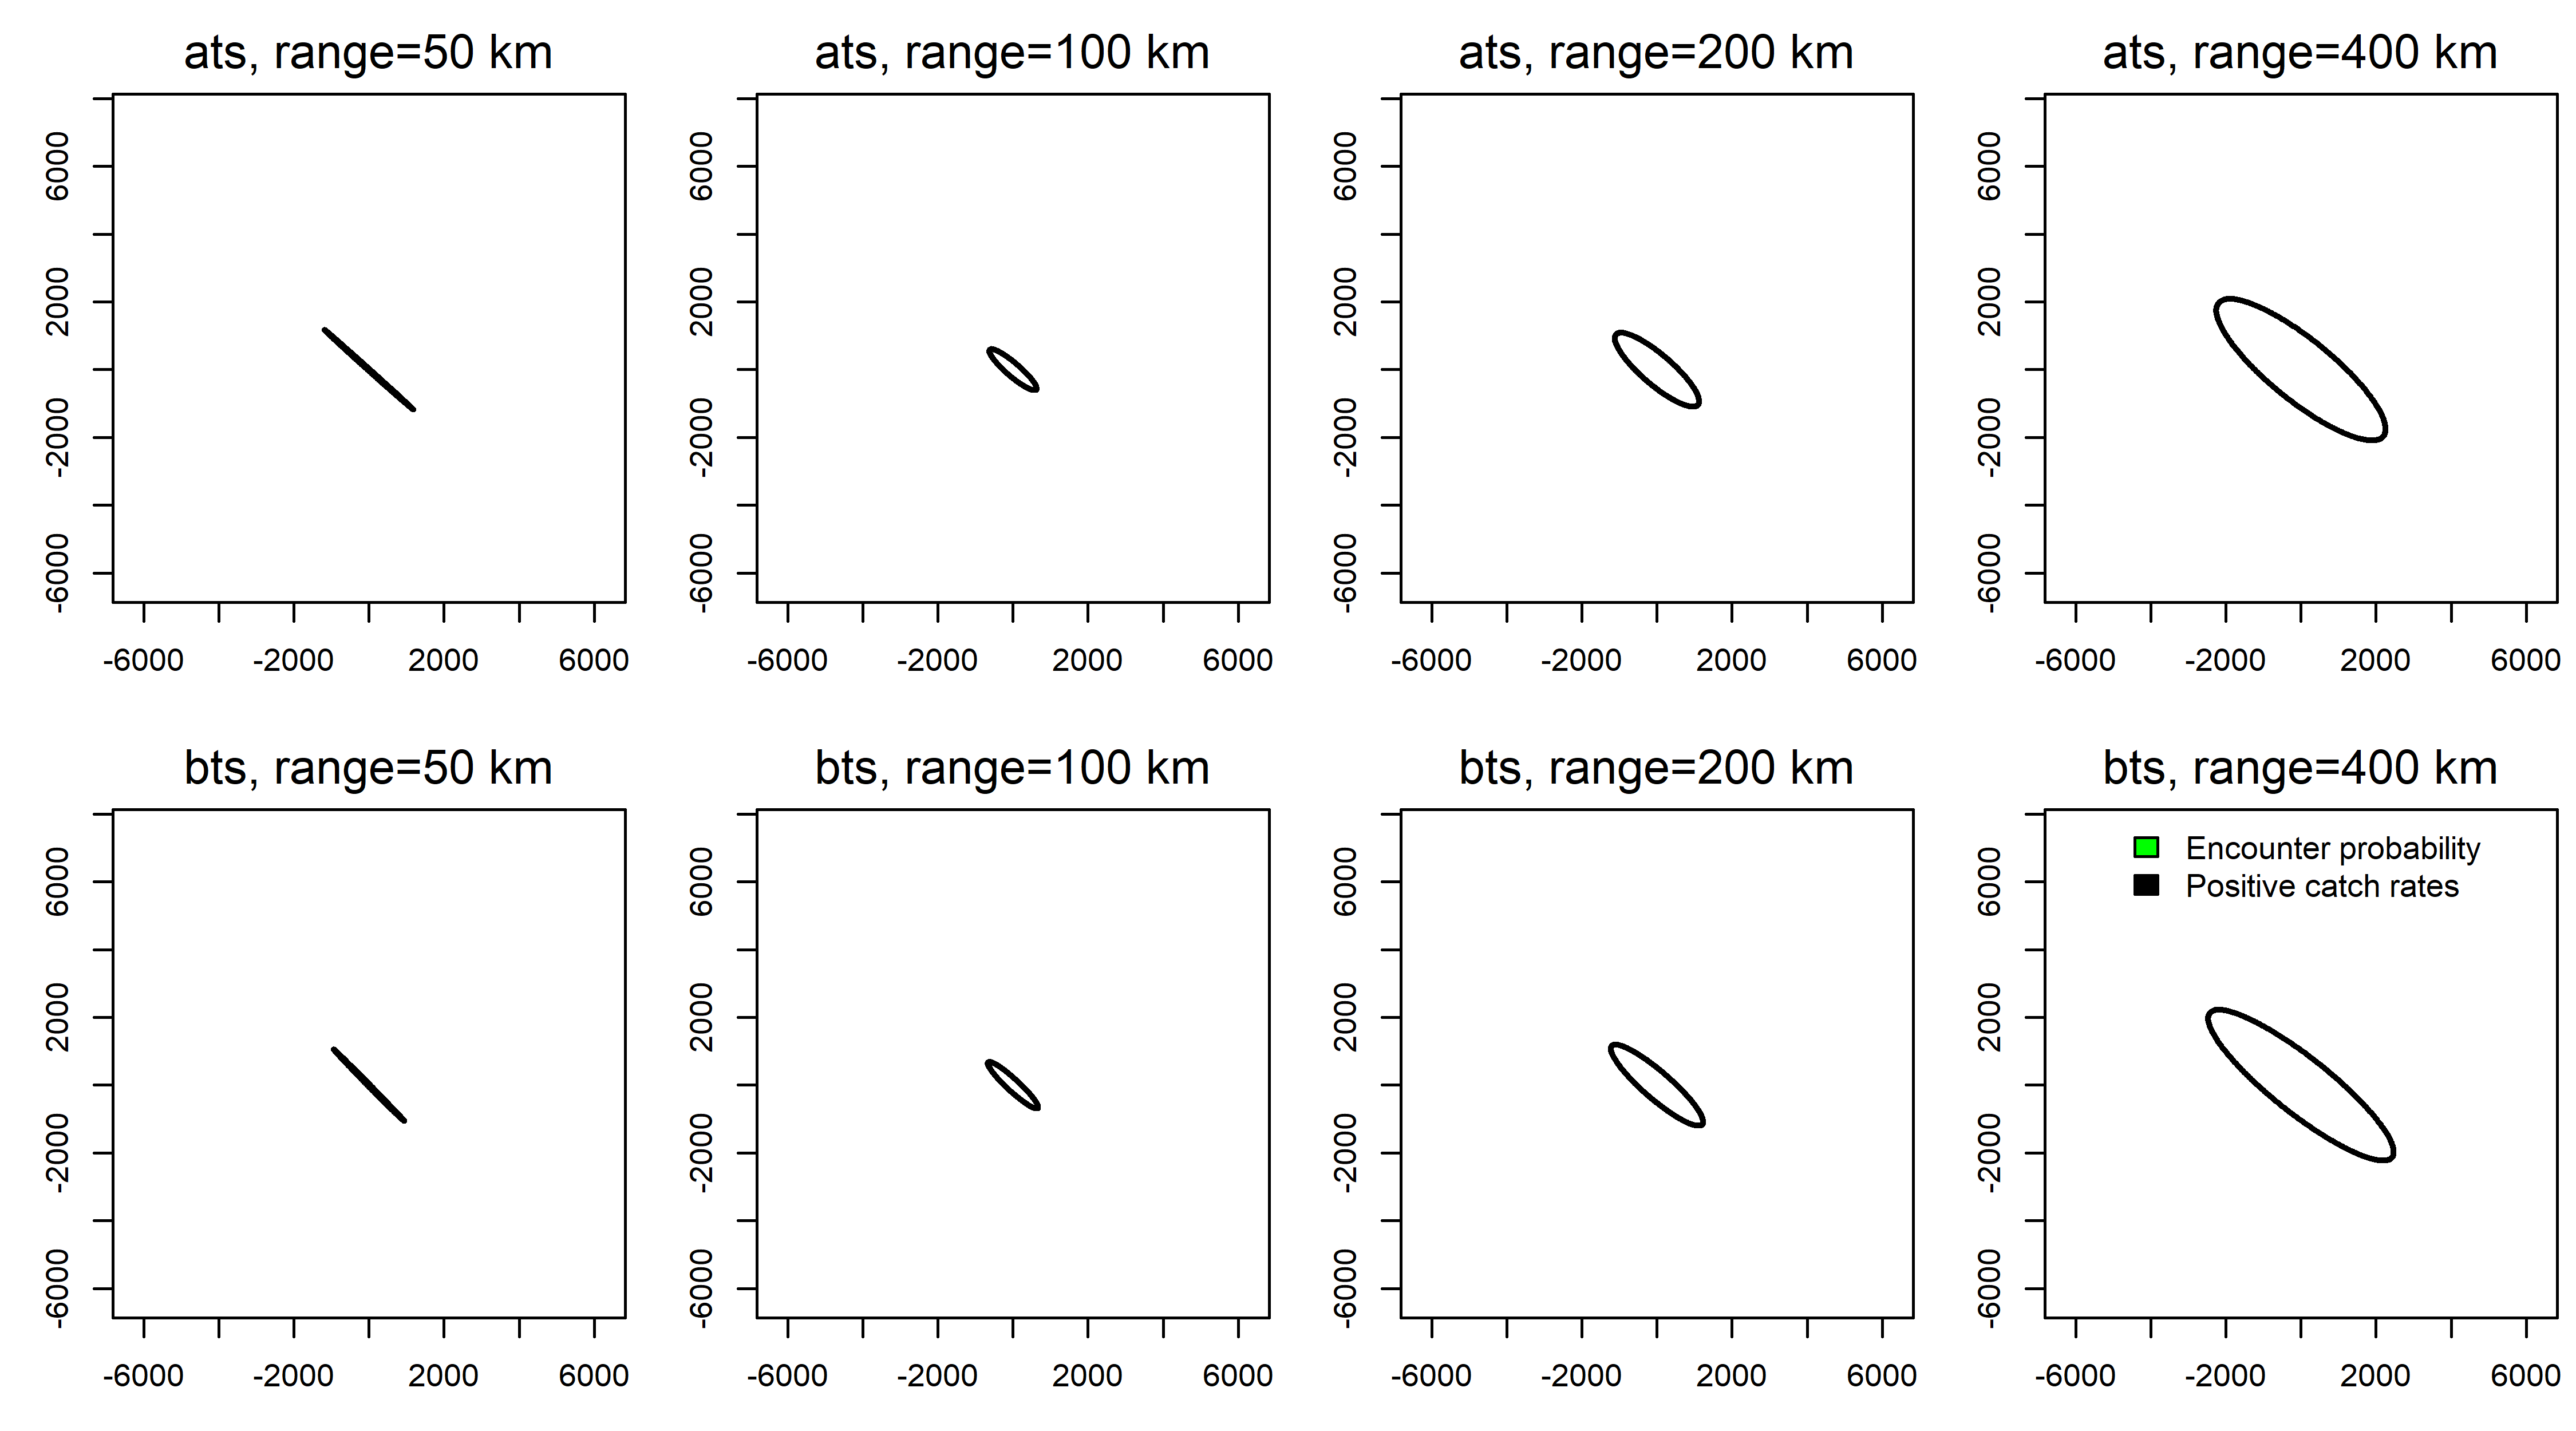 ats, range=50 km
ats, range=100 km
ats, range=200 km
ats, range=400 km
6000
2000
-2000
-6000
6000
2000
-2000
-6000
6000
2000
-2000
-6000
6000
2000
-2000
-6000
-6000 -2000 2000 6000
-6000 -2000 2000 6000
-6000 -2000 2000 6000
-6000 -2000 2000 6000
bts, range=50 km
bts, range=100 km
bts, range=200 km
bts, range=400 km
6000
2000
-2000
-6000
6000
2000
-2000
-6000
6000
2000
-2000
-6000
6000
2000
-2000
-6000
Encounter probability
Positive catch rates
-6000 -2000 2000 6000
-6000 -2000 2000 6000
-6000 -2000 2000 6000
-6000 -2000 2000 6000